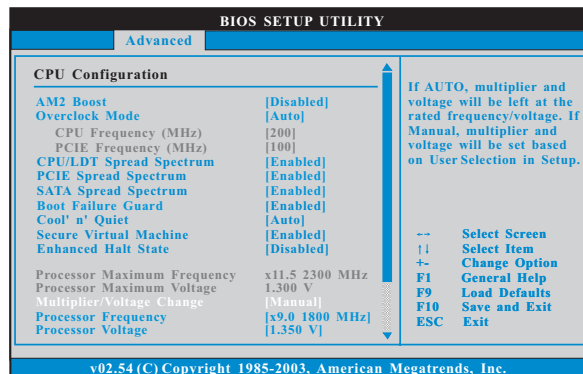 BIOS SETUP UTILITY
Advanced
CPU Configuration
AM2 Boost [Disabled]
Overclock Mode [Auto]
CPU Frequency (MHz) [200]
PCIE Frequency (MHz) [100]
CPU/LDT Spread Spectrum [Enabled]
PCIE Spread Spectrum [Enabled]
SATA Spread Spectrum [Enabled]
Boot Failure Guard [Enabled]
Cool' n' Quiet [Auto]
Secure Virtual Machine [Enabled]
Enhanced Halt State [Disabled]
Processor Maximum Frequency x11.5 2300 MHz
Processor Maximum Voltage 1.300 V
Multiplier/Voltage Change [Manual]
Processor Frequency [x9.0 1800 MHz]
Processor Voltage [1.350 V]
If AUTO, multiplier and
voltage will be left at the
rated frequency/voltage. If
Manual, multiplier and
voltage will be set based
on User Selection in Setup.
←→ Select Screen
↑↓ Select Item
+- Change Option
F1 General Help
F9 Load Defaults
F10 Save and Exit
ESC Exit
v02.54 (C) Copyright 1985-2003, American Megatrends, Inc.